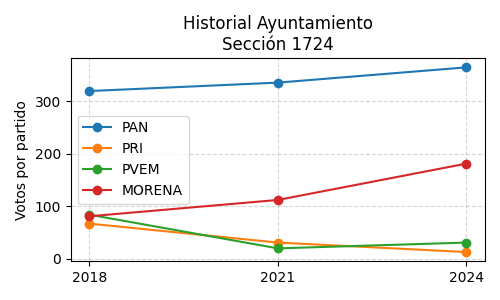 Historial Ayuntamiento
Sección 1724
Votos por partido
300
200
100
0
PAN
PRI
PVEM
MORENA
2018
2021
2024